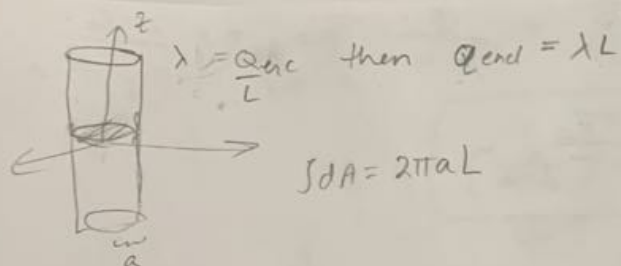 z
λ = Qenc/L then Qencl = λL
∫dA = 2πaL
a